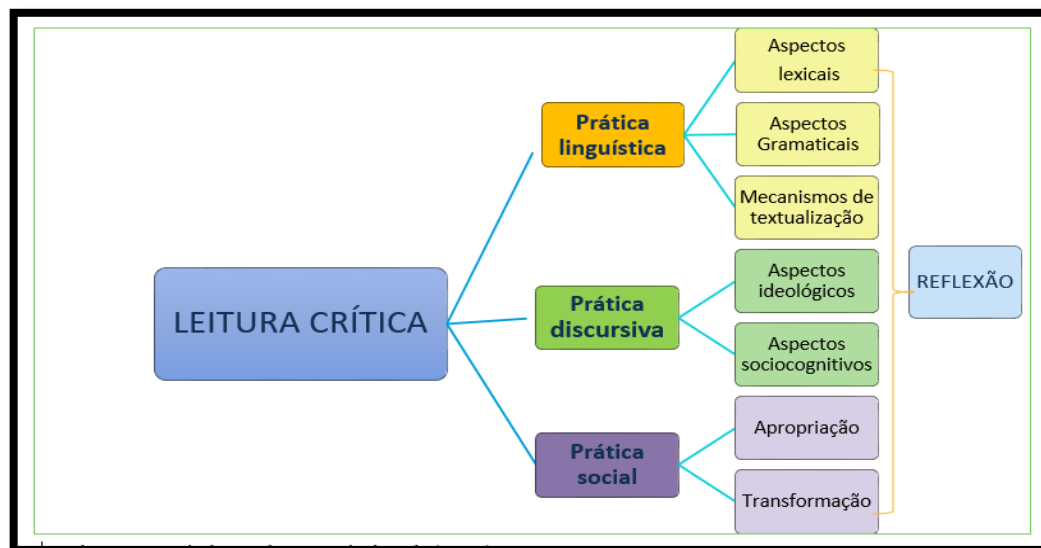 LEITURA CRÍTICA
Prática
linguística
Aspectos
lexicais
Aspectos
Gramaticais
Mecanismos de
textualização
Prática
discursiva
Aspectos
ideológicos
Aspectos
sociocognitivos
Prática
social
Apropriação
Transformação
REFLEXÃO